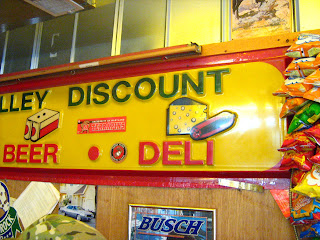 LLEY DISCOUNT
BEER DELI
BUSCH